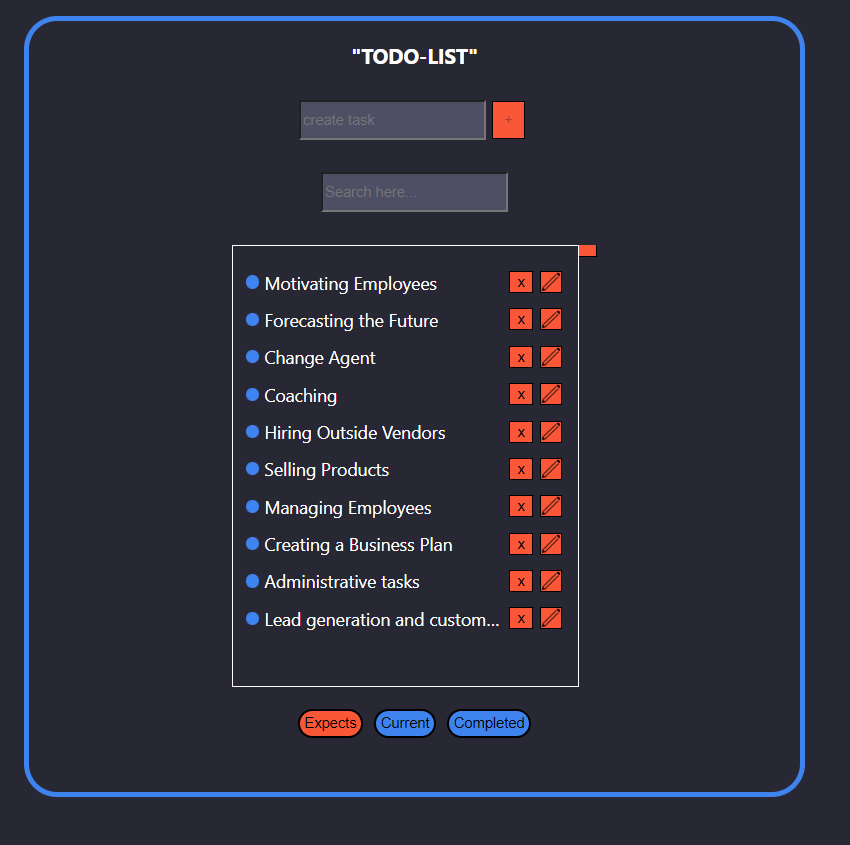 "TODO-LIST"
create task +
Search here...
Motivating Employees x
Forecasting the Future x
Change Agent x
Coaching x
Hiring Outside Vendors x
Selling Products x
Managing Employees x
Creating a Business Plan x
Administrative tasks x
Lead generation and custom... x
Expects Current Completed